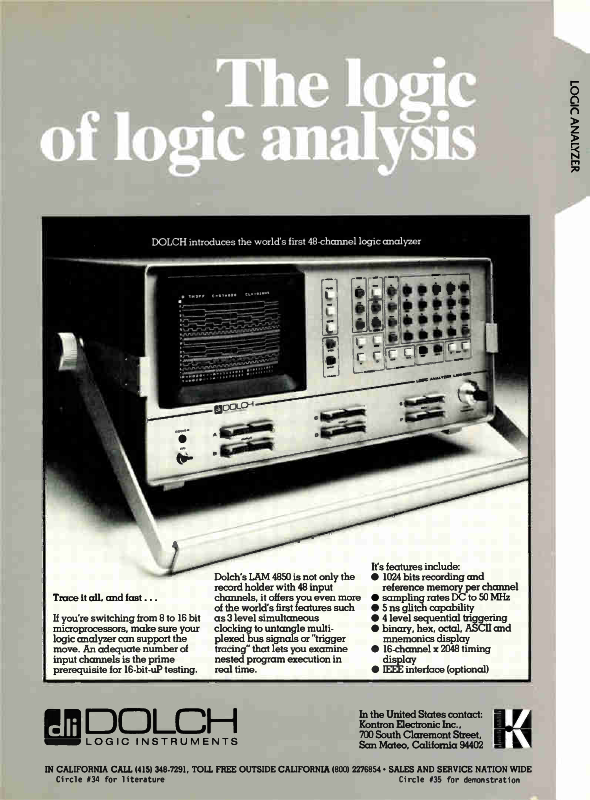 The logic
of logic analysis
LOGIC ANALYZER
DOLCH introduces the world's first 48-channel logic analyzer
DOLCH
A
B
C
D
Trace it all, and fast . . .
If you're switching from 8 to 16 bit
microprocessors, make sure your
logic analyzer can support the
move. An adequate number of
input channels is the prime
prerequisite for 16-bit-uP testing.
Dolch's LAM 4850 is not only the
record holder with 48 input
channels, it offers you even more
of the world's first features such
as 3 level simultaneous
clocking to untangle multi-
plexed bus signals or "trigger
tracing" that lets you examine
nested program execution in
real time.
It's features include:
● 1024 bits recording and
reference memory per channel
● sampling rates DC to 50 MHz
● 5 ns glitch capability
● 4 level sequential triggering
● binary, hex, octal, ASCII and
mnemonics display
● 16-channel x 2048 timing
display
● IEEE interface (optional)
dli DOLCH
LOGIC INSTRUMENTS
In the United States contact:
Kontron Electronic Inc.,
700 South Claremont Street,
San Mateo, California 94402
K
IN CALIFORNIA CALL (415) 348-7291, TOLL FREE OUTSIDE CALIFORNIA (800) 2276854 • SALES AND SERVICE NATION WIDE
Circle #34 for literature
Circle #35 for demonstration